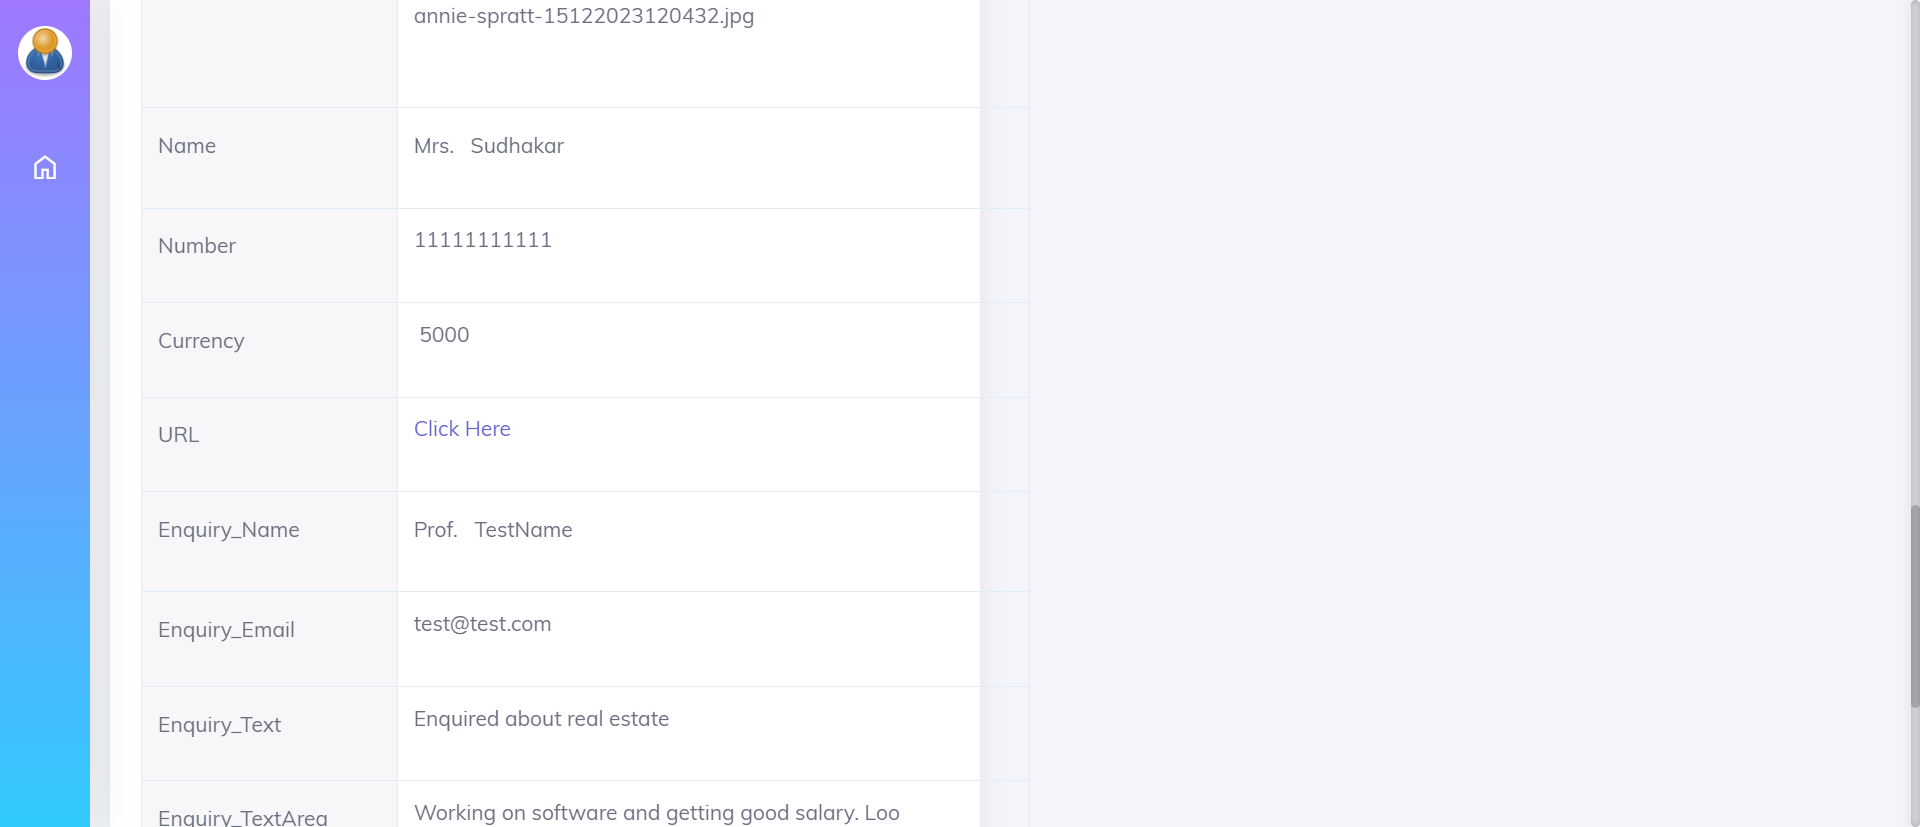 annie-spratt-15122023120432.jpg
Name
Mrs. Sudhakar
Number
11111111111
Currency
5000
URL
Click Here
Enquiry_Name
Prof. TestName
Enquiry_Email
test@test.com
Enquiry_Text
Enquired about real estate
Enquiry_TextArea
Working on software and getting good salary. Loo